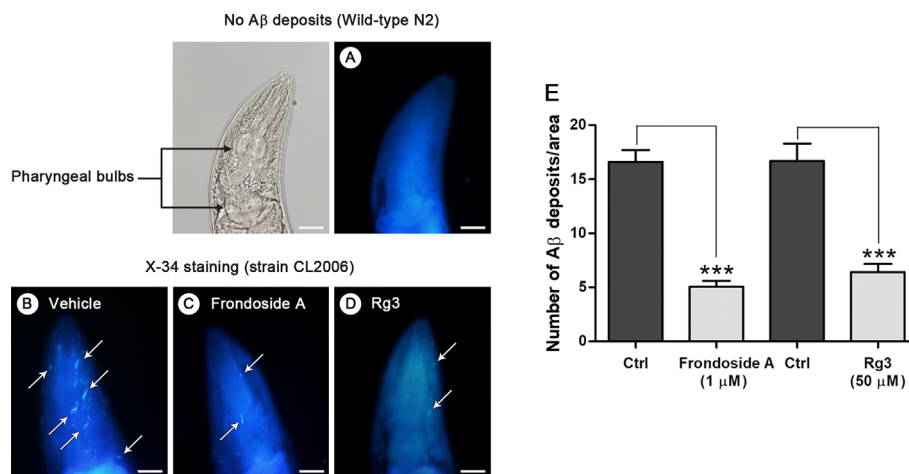 No Aβ deposits (Wild-type N2)
A
Pharyngeal bulbs
X-34 staining (strain CL2006)
B Vehicle
C Frondoside A
D Rg3
E
Number of Aβ deposits/area
20
15
10
5
0
***
***
Ctrl
Frondoside A
(1 μM)
Ctrl
Rg3
(50 μM)